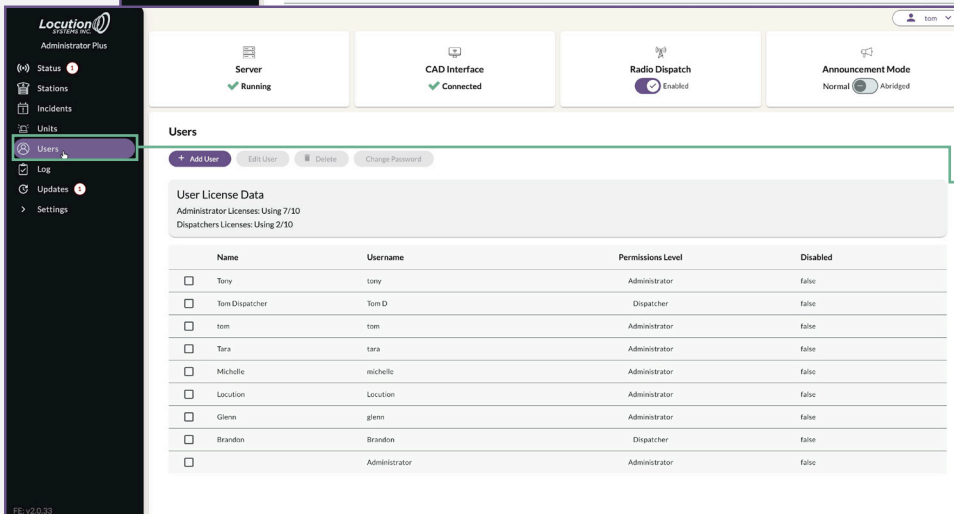 Locution
SYSTEMS INC.
Administrator Plus
Status 1
Stations
Incidents
Units
Users
Log
Updates 1
Settings
FE: v2.0.33
tom
Server
Running
CAD Interface
Connected
Radio Dispatch
Enabled
Announcement Mode
Normal Abridged
Users
+ Add User Edit User Delete Change Password
User License Data
Administrator Licenses: Using 7/10
Dispatchers Licenses: Using 2/10
Name Username Permissions Level Disabled
Tony tony Administrator false
Tom Dispatcher Tom D Dispatcher false
tom tom Administrator false
Tara tara Administrator false
Michelle michelle Administrator false
Locution Locution Administrator false
Glenn glenn Administrator false
Brandon Brandon Dispatcher false
Administrator Administrator false